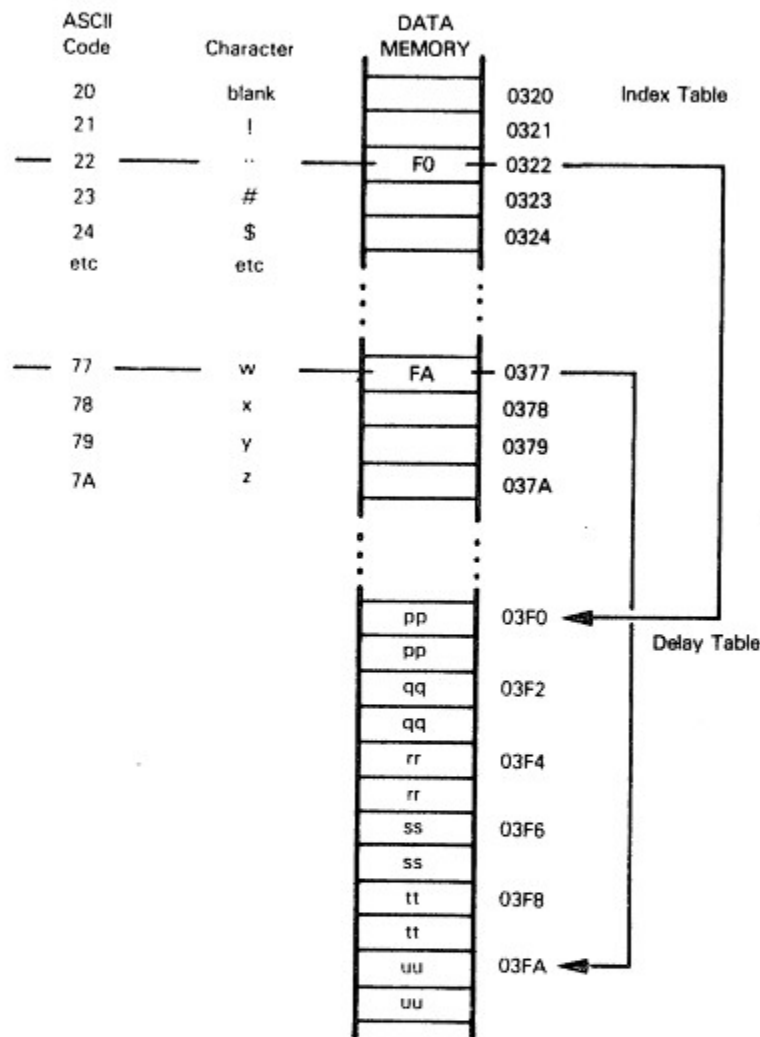 ASCII Code Character DATA MEMORY
20 blank 0320 Index Table
21 ! 0321
22 " F0 0322
23 # 0323
24 $ 0324
etc etc
77 w FA 0377
78 x 0378
79 y 0379
7A z 037A
pp 03F0
pp Delay Table
qq 03F2
qq
rr 03F4
rr
ss 03F6
ss
tt 03F8
tt
uu 03FA
uu